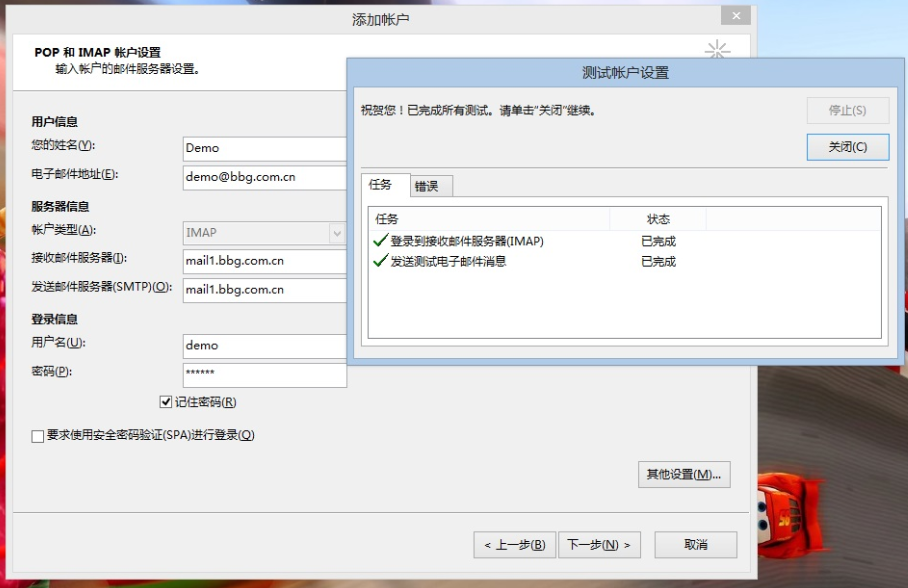 添加帐户
POP 和 IMAP 帐户设置
输入帐户的邮件服务器设置。
用户信息
您的姓名(Y):
Demo
电子邮件地址(E):
demo@bbg.com.cn
服务器信息
帐户类型(A):
IMAP
接收邮件服务器(I):
mail1.bbg.com.cn
发送邮件服务器(SMTP)(O):
mail1.bbg.com.cn
登录信息
用户名(U):
demo
密码(P):
******
记住密码(R)
要求使用安全密码验证(SPA)进行登录(Q)
其他设置(M)...
< 上一步(B)
下一步(N) >
取消
测试帐户设置
祝贺您！已完成所有测试。请单击“关闭”继续。
停止(S)
关闭(C)
任务
错误
任务 状态
登录到接收邮件服务器(IMAP) 已完成
发送测试电子邮件消息 已完成